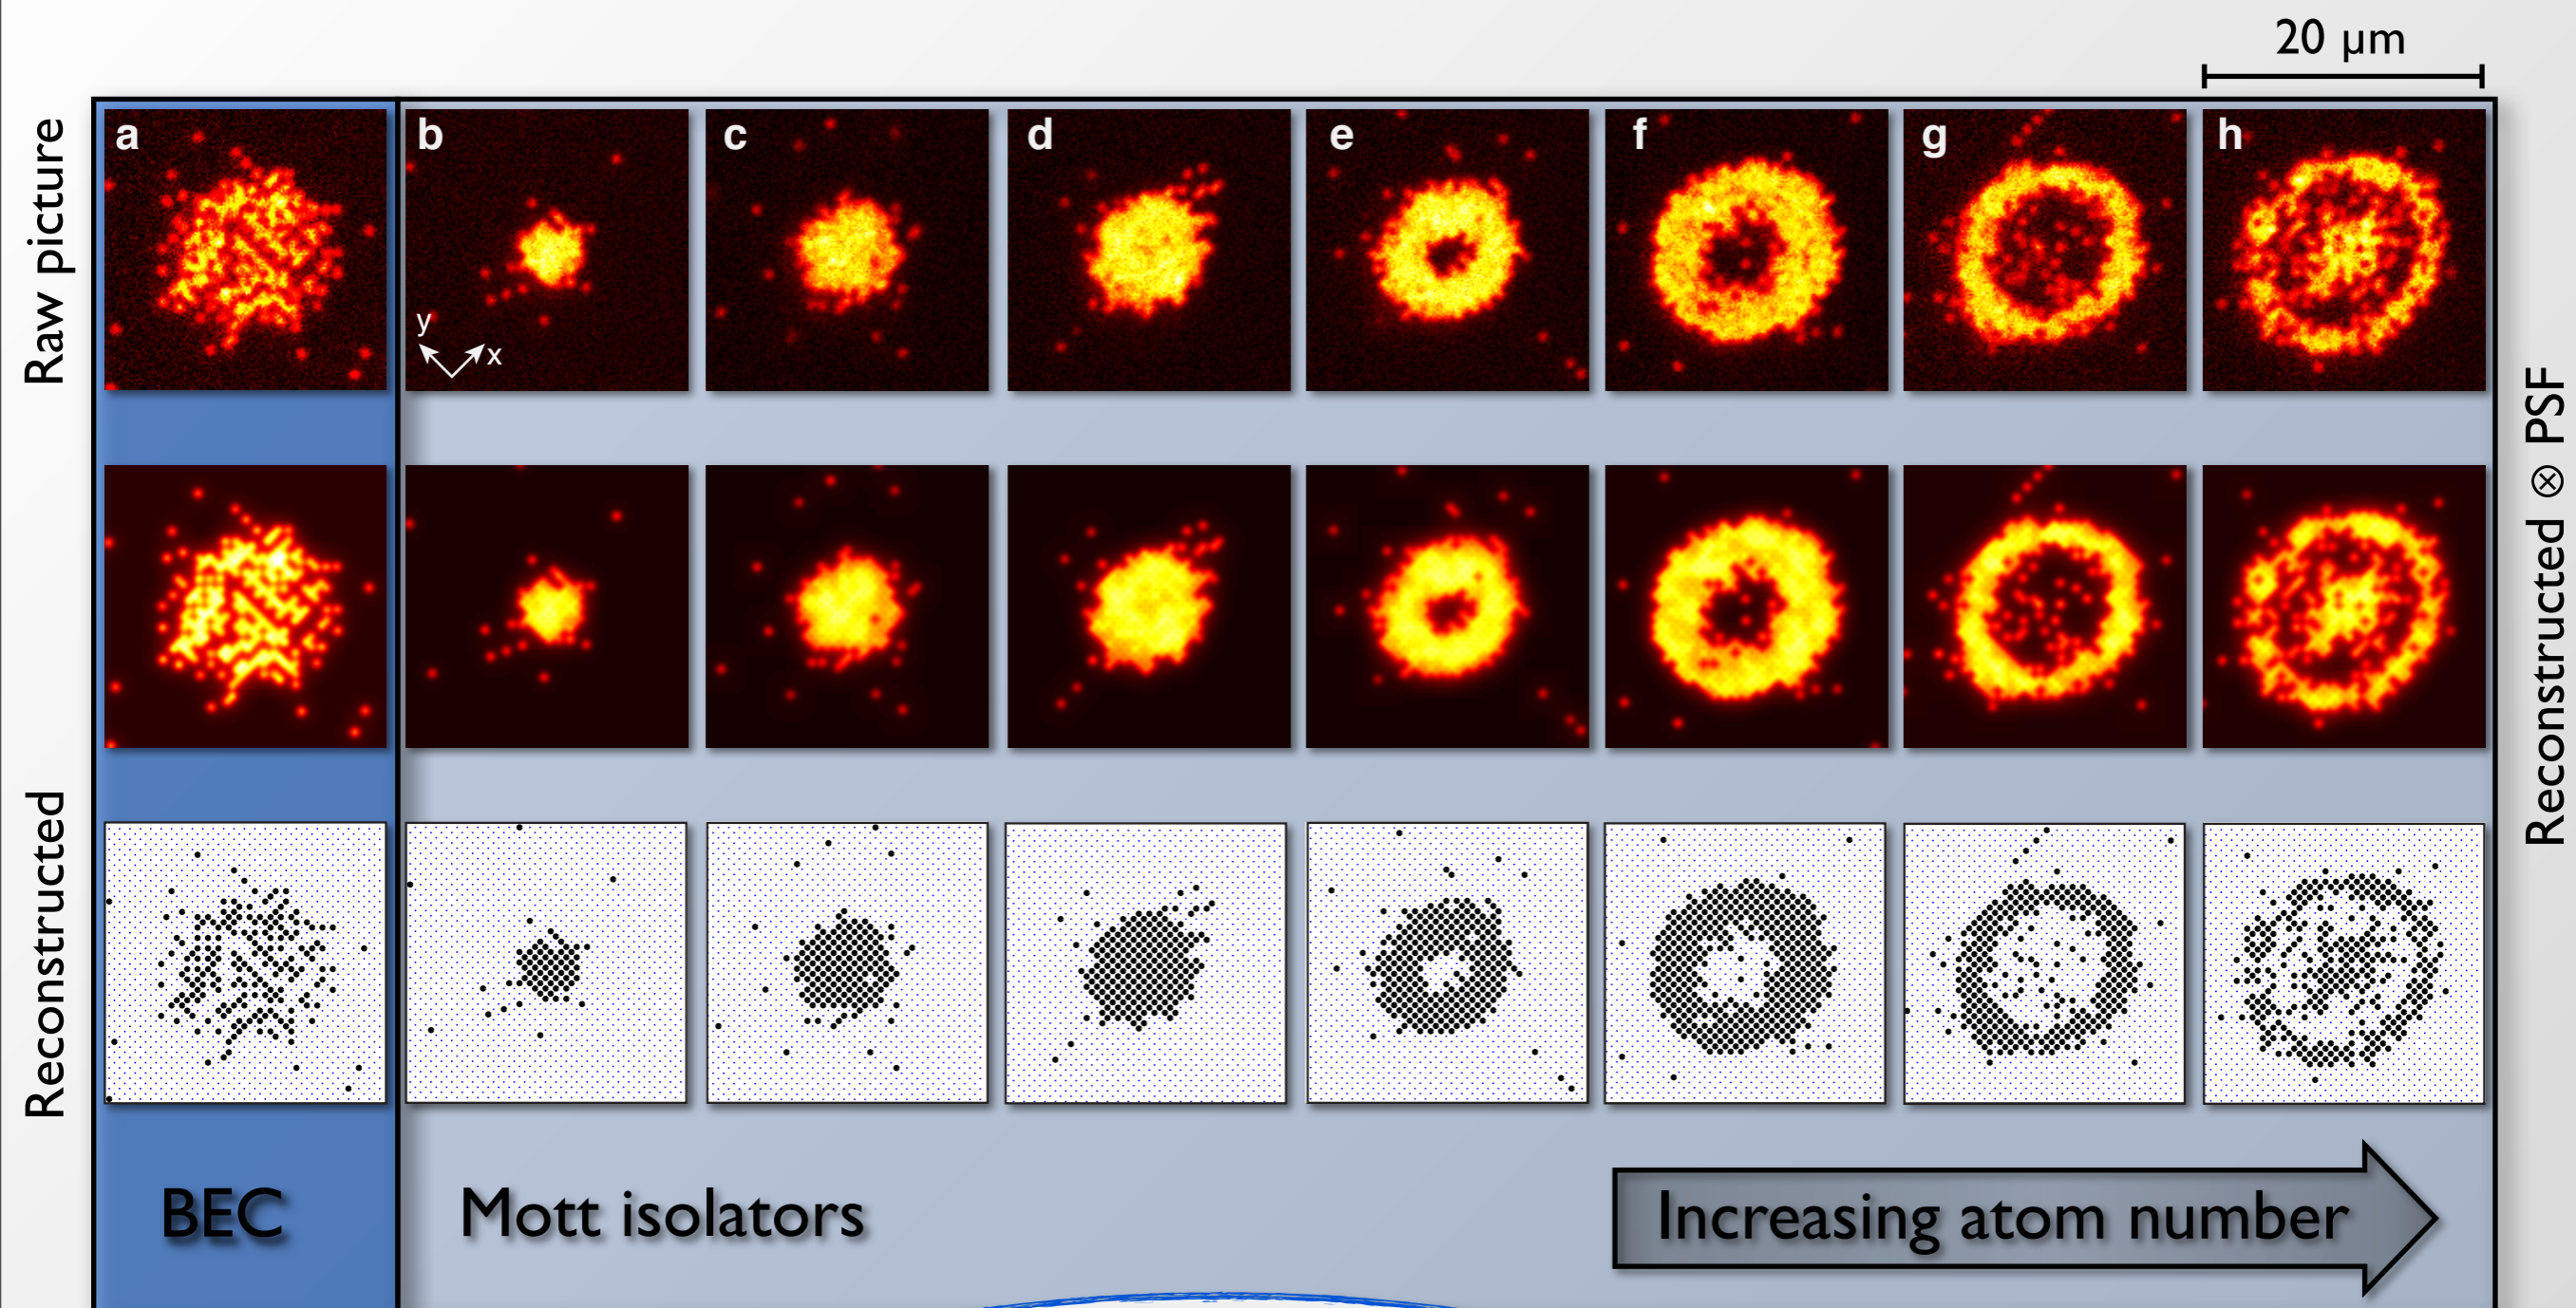 20 µm
Raw picture
a
b
c
d
e
f
g
h
y
x
Reconstructed ⊗ PSF
Reconstructed
BEC
Mott isolators
Increasing atom number